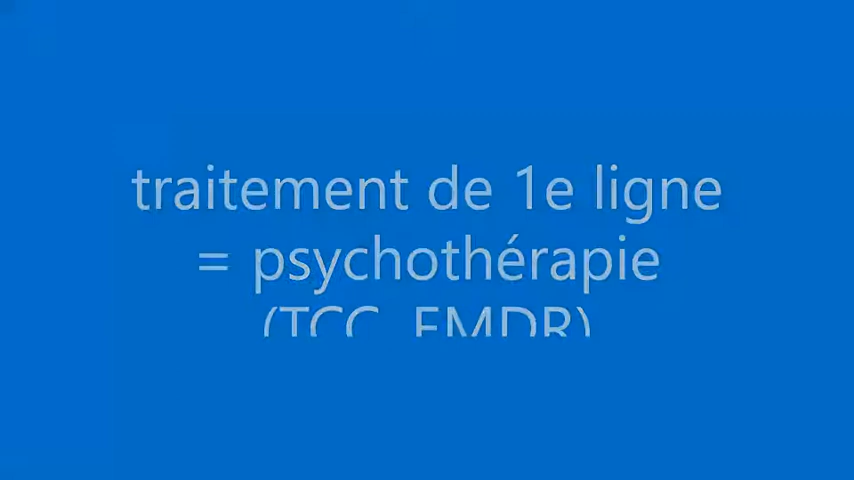 traitement de 1e ligne
= psychothérapie
(TCC, EMDR)